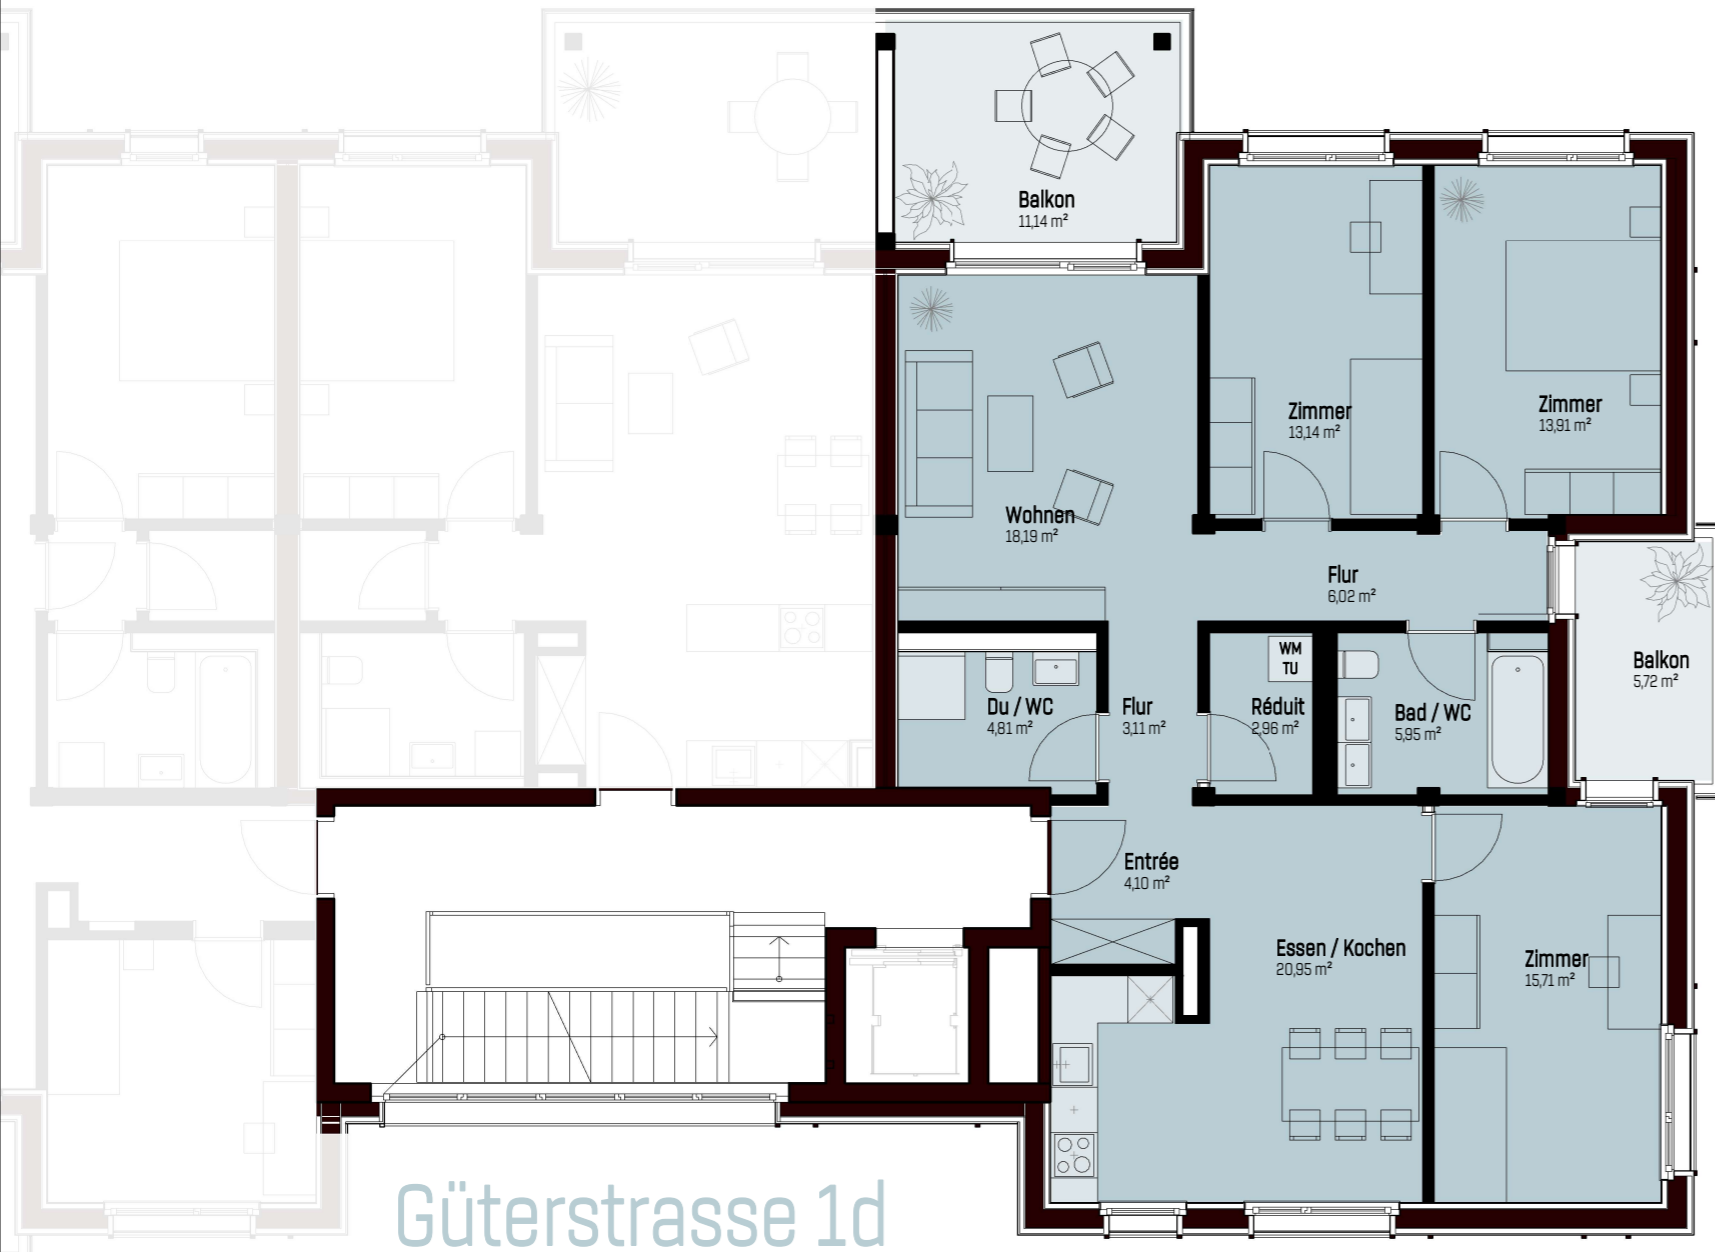 Balkon
11,14 m²
Zimmer
13,14 m²
Zimmer
13,91 m²
Wohnen
18,19 m²
Flur
6,02 m²
WM
TU
Balkon
5,72 m²
Du / WC
4,81 m²
Flur
3,11 m²
Réduit
2,96 m²
Bad / WC
5,95 m²
Entrée
4,10 m²
Essen / Kochen
20,95 m²
Zimmer
15,71 m²
Güterstrasse 1d